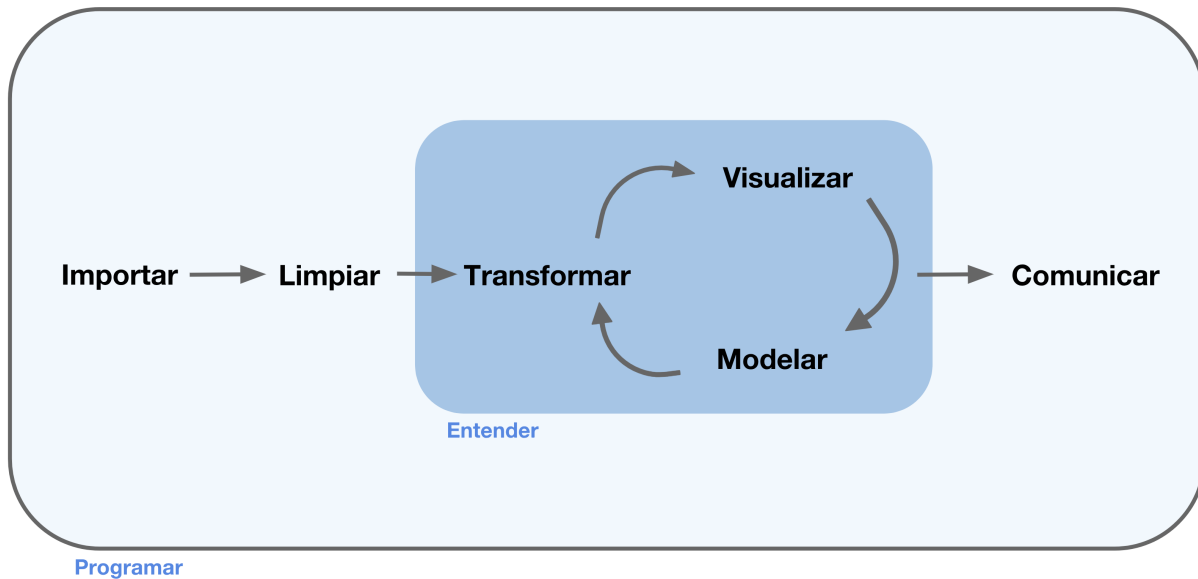 Visualizar
Importar
Limpiar
Transformar
Comunicar
Modelar
Entender
Programar